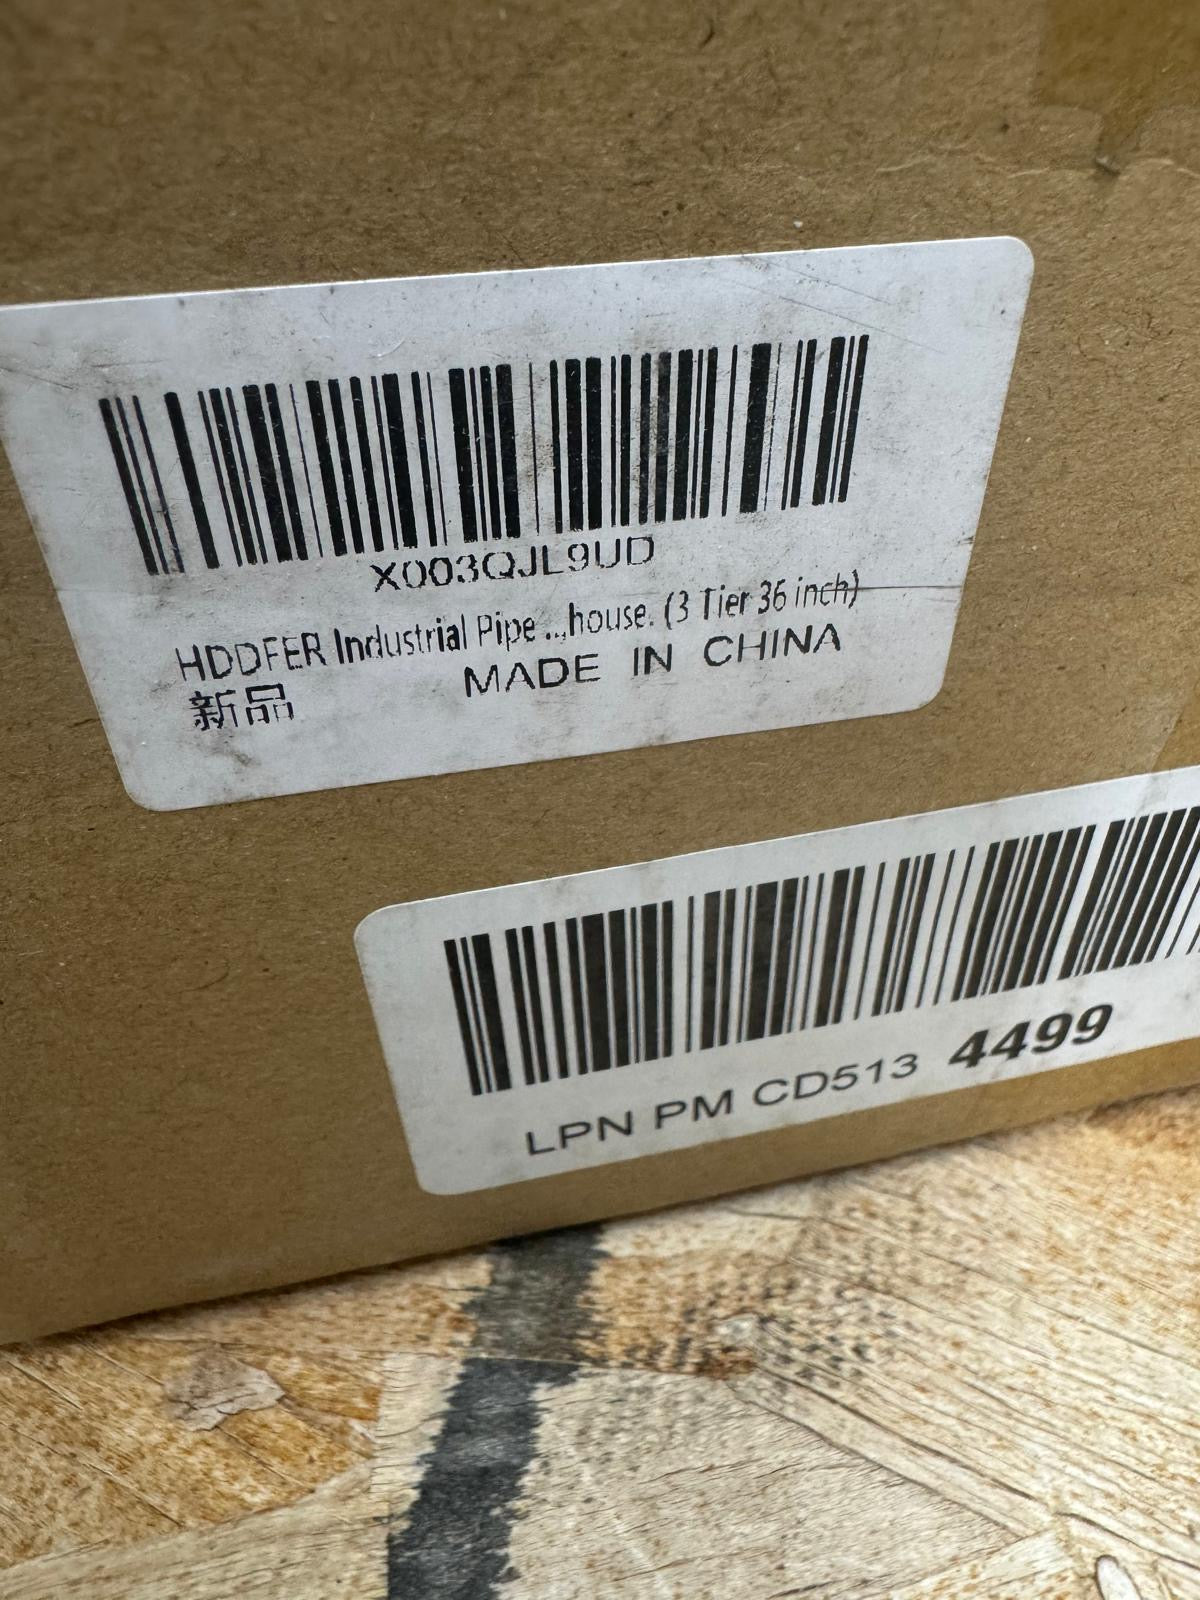 X003QJL9UD
HDDFER Industrial Pipe ...house. (3 Tier 36 inch)
新品 MADE IN CHINA
LPN PM CD513 4499